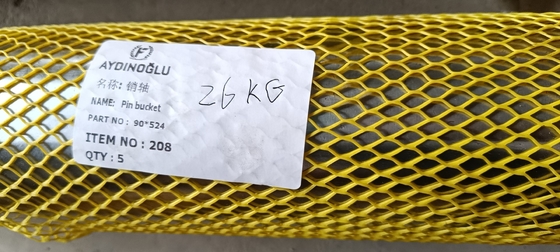 F
AYDINOĞLU
名称: 销轴
NAME: Pin bucket
PART NO: 90*524
ITEM NO: 208
QTY: 5
26KG